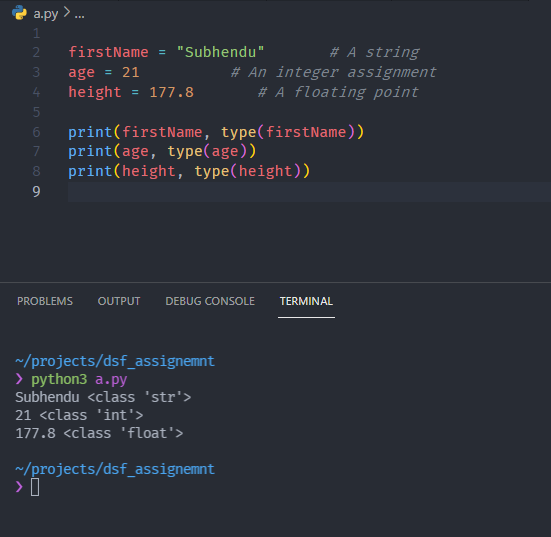 a.py > ...
1
2 firstName = "Subhendu" # A string
3 age = 21 # An integer assignment
4 height = 177.8 # A floating point
5
6 print(firstName, type(firstName))
7 print(age, type(age))
8 print(height, type(height))
9
PROBLEMS OUTPUT DEBUG CONSOLE TERMINAL
~/projects/dsf_assignemnt
❯ python3 a.py
Subhendu <class 'str'>
21 <class 'int'>
177.8 <class 'float'>
~/projects/dsf_assignemnt
❯